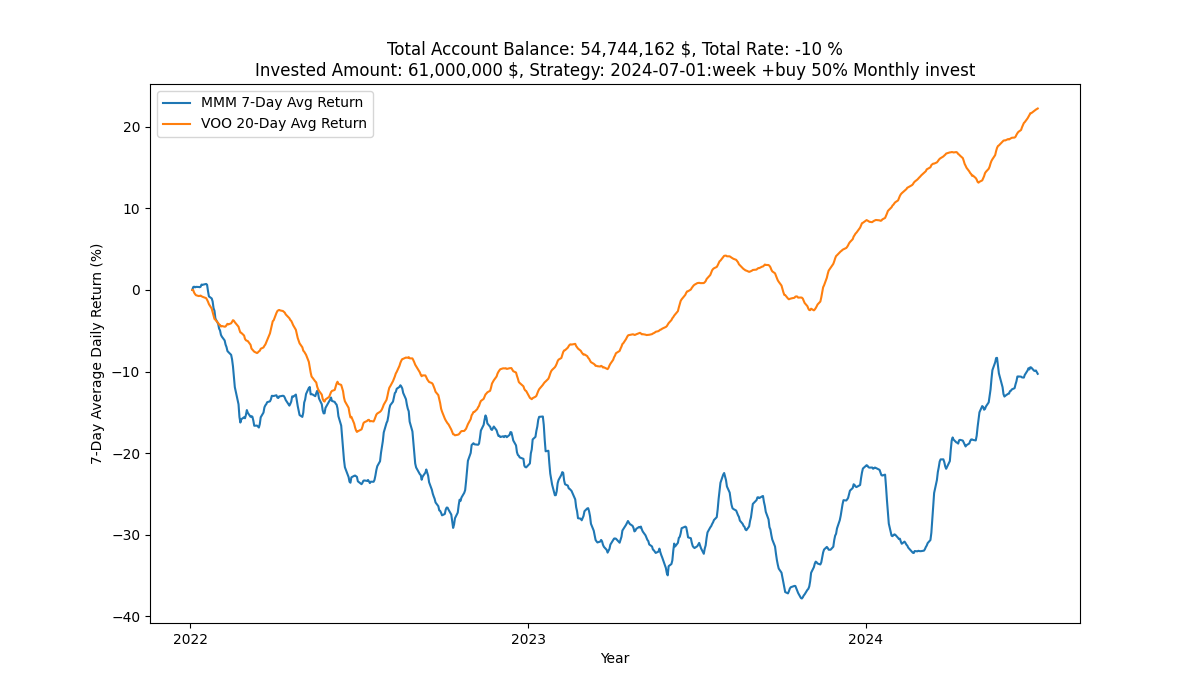 Total Account Balance: 54,744,162 $, Total Rate: -10 %
Invested Amount: 61,000,000 $, Strategy: 2024-07-01:week +buy 50% Monthly invest
MMM 7-Day Avg Return
VOO 20-Day Avg Return
7-Day Average Daily Return (%)
20
10
0
−10
−20
−30
−40
2022
2023
2024
Year